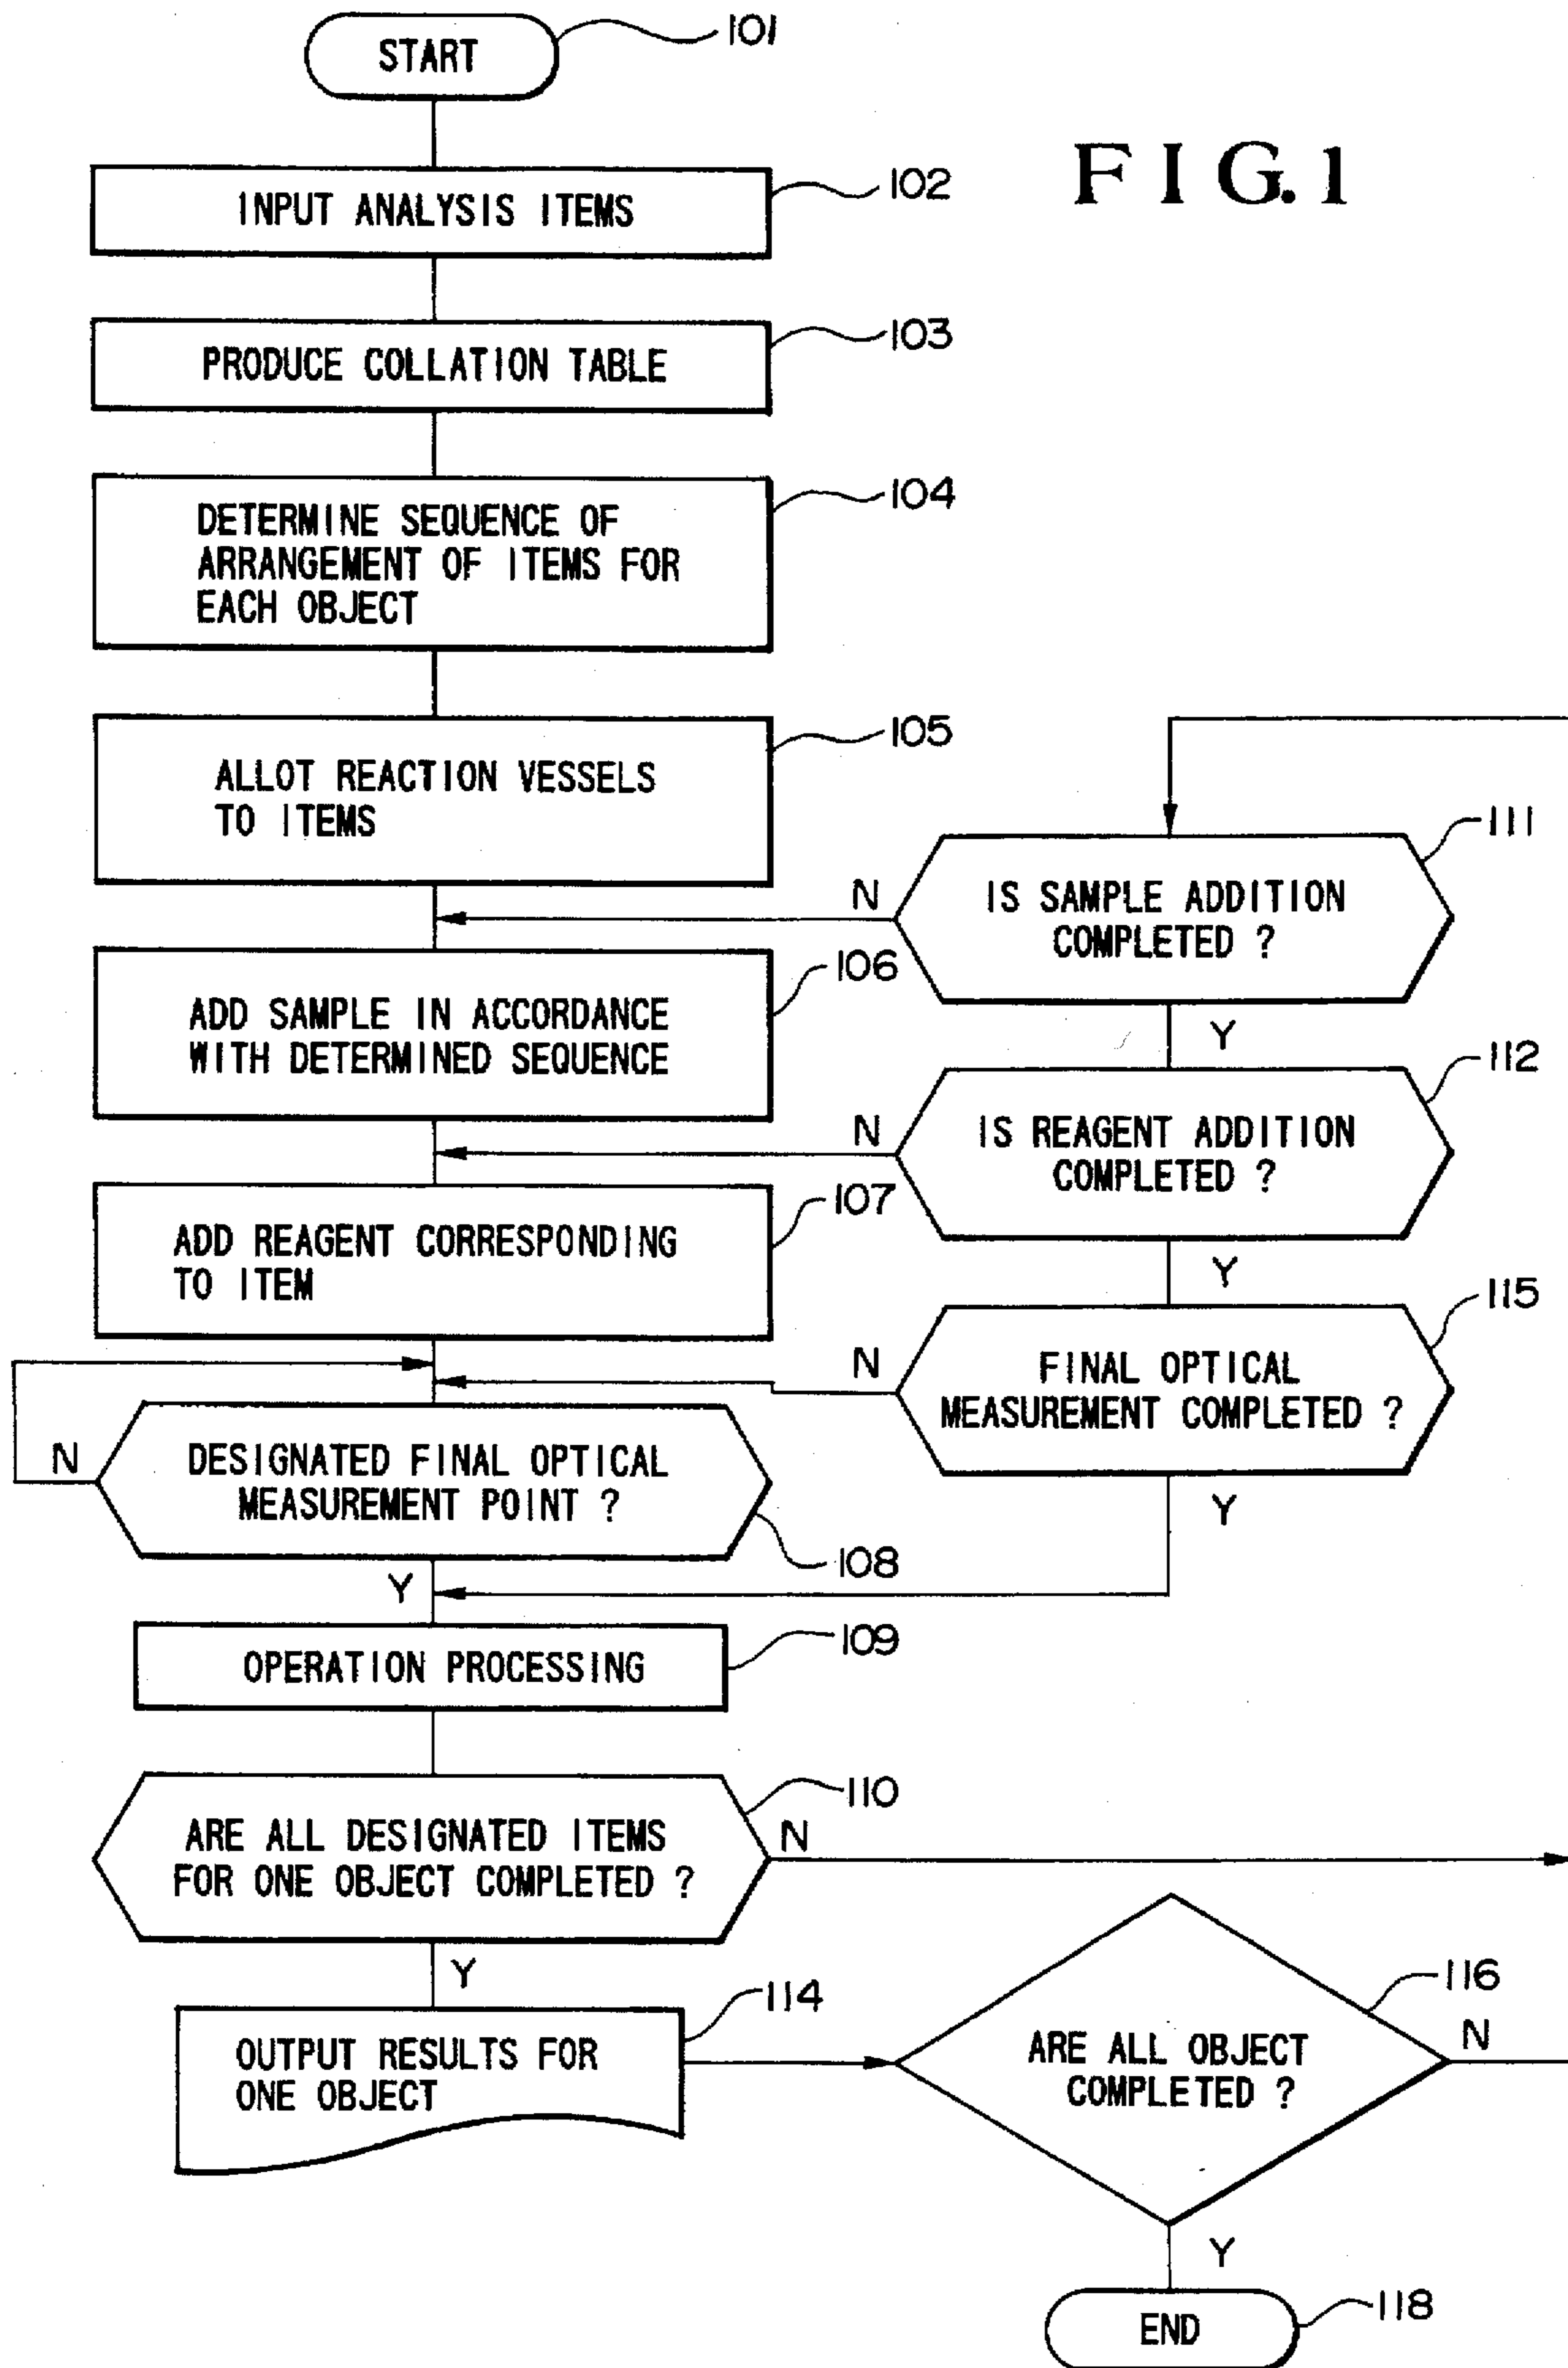 START
101
FIG. 1
INPUT ANALYSIS ITEMS
102
PRODUCE COLLATION TABLE
103
DETERMINE SEQUENCE OF
ARRANGEMENT OF ITEMS FOR
EACH OBJECT
104
ALLOT REACTION VESSELS
TO ITEMS
105
N
IS SAMPLE ADDITION
COMPLETED ?
111
Y
ADD SAMPLE IN ACCORDANCE
WITH DETERMINED SEQUENCE
106
N
IS REAGENT ADDITION
COMPLETED ?
112
Y
ADD REAGENT CORRESPONDING
TO ITEM
107
N
FINAL OPTICAL
MEASUREMENT COMPLETED ?
115
Y
N
DESIGNATED FINAL OPTICAL
MEASUREMENT POINT ?
108
Y
OPERATION PROCESSING
109
ARE ALL DESIGNATED ITEMS
FOR ONE OBJECT COMPLETED ?
110
N
Y
OUTPUT RESULTS FOR
ONE OBJECT
114
ARE ALL OBJECT
COMPLETED ?
116
N
Y
END
118